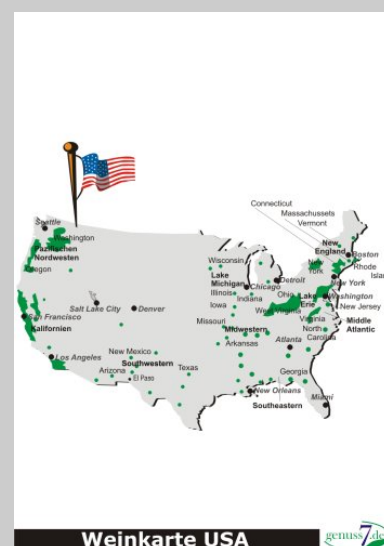 Connecticut
Massachussets
Vermont
Seattle
Washington
Pazifischen
Nordwesten
Oregon
New
England
Boston
Rhode
Islan
New
York
New York
New Jersey
Wisconsin
Lake
Michigan
Chicago
Detroit
Illinois
Indiana
Ohio
Lake
Erie
Washington
Iowa
West Virginia
Virginia
Middle
Atlantic
Salt Lake City
Denver
San Francisco
Kalifornien
Missouri
Midwestern
North
Carolina
Arkansas
Atlanta
Los Angeles
New Mexico
Southwestern
Arizona
El Paso
Texas
Georgia
New Orleans
Miami
Southeastern
Weinkarte USA
genuss7.de